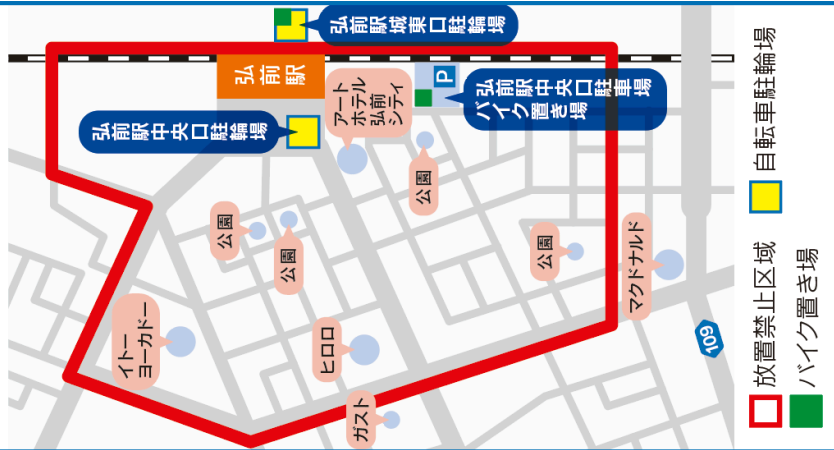 弘前駅城東口駐輪場
弘前駅
P
弘前駅中央口駐車場
バイク置き場
アート
ホテル
弘前
シティ
弘前駅中央口駐輪場
公園
公園
公園
公園
マクドナルド
イトー
ヨーカドー
ヒロロ
ガスト
109
放置禁止区域
自転車駐輪場
バイク置き場